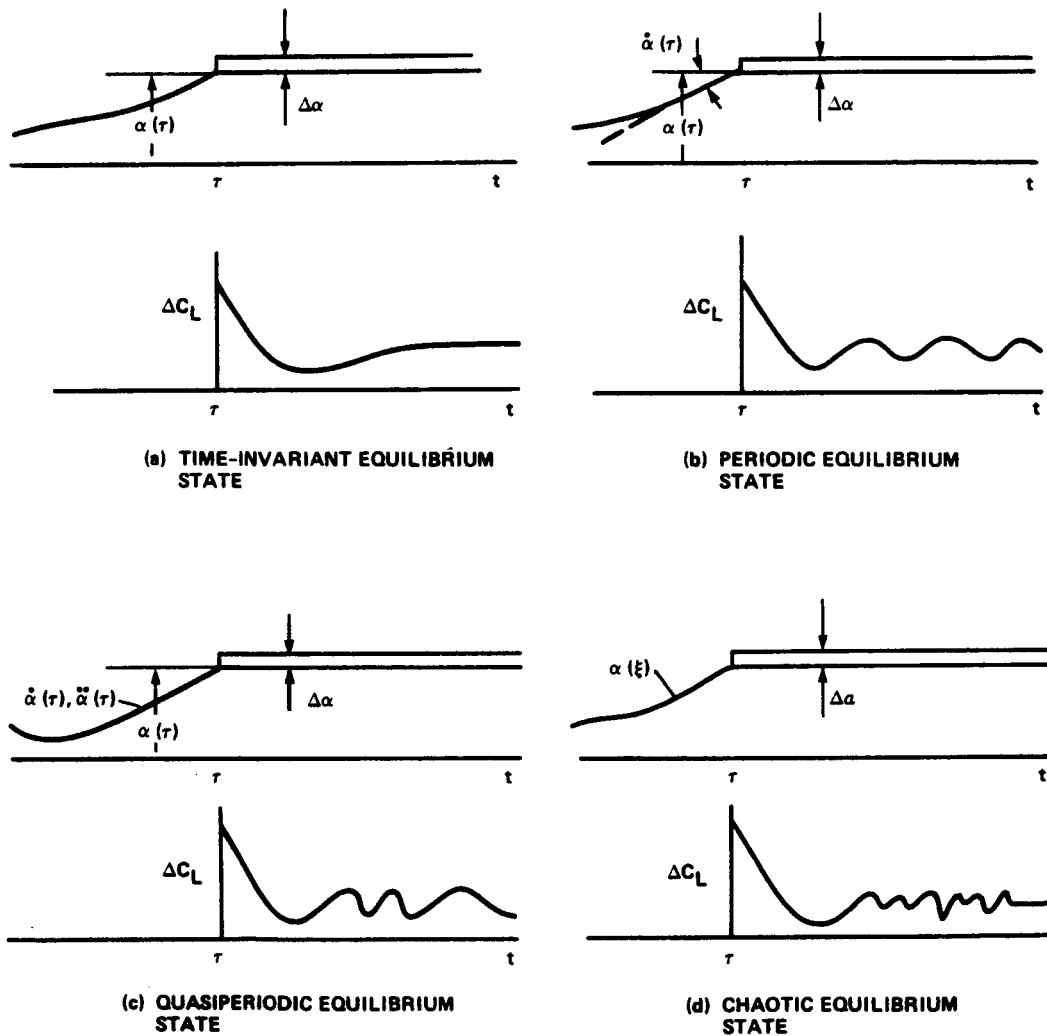 α̊(τ)
Δα
α(τ)
τ
t
Δα
α(τ)
τ
t
ΔC_L
τ
t
ΔC_L
τ
t
(a) TIME-INVARIANT EQUILIBRIUM
STATE
(b) PERIODIC EQUILIBRIUM
STATE
α̊(τ), α̊̊(τ)
α(τ)
Δα
τ
t
α(ξ)
Δa
τ
t
ΔC_L
τ
t
ΔC_L
τ
t
(c) QUASIPERIODIC EQUILIBRIUM
STATE
(d) CHAOTIC EQUILIBRIUM
STATE